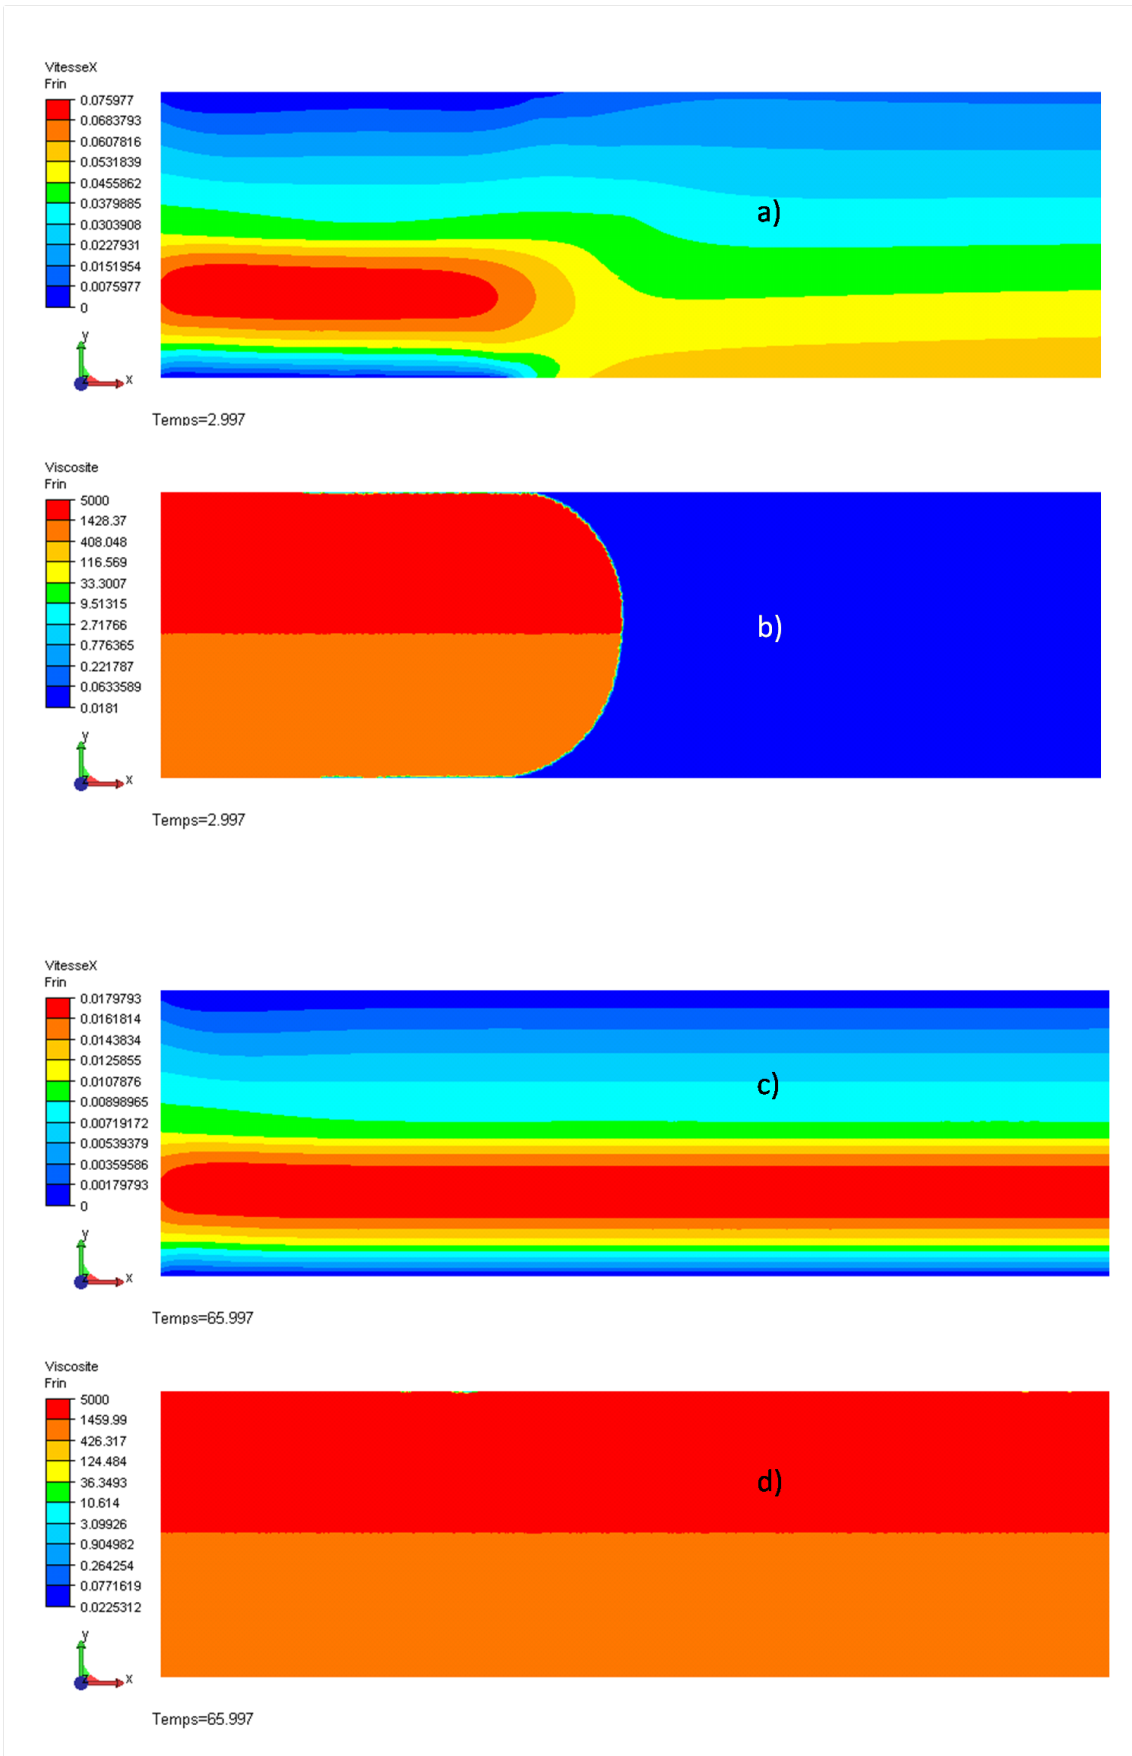 VitesseX
Frin
0.075977
0.0683793
0.0607816
0.0531839
0.0455862
0.0379885
0.0303908
0.0227931
0.0151954
0.0075977
0
a)
y
z
x
Temps=2.997
Viscosite
Frin
5000
1428.37
408.048
116.569
33.3007
9.51315
2.71766
0.776365
0.221787
0.0633589
0.0181
b)
y
z
x
Temps=2.997
VitesseX
Frin
0.0179793
0.0161814
0.0143834
0.0125855
0.0107876
0.00898965
0.00719172
0.00539379
0.00359586
0.00179793
0
c)
y
z
x
Temps=65.997
Viscosite
Frin
5000
1459.99
426.317
124.484
36.3493
10.614
3.09926
0.904982
0.264254
0.0771619
0.0225312
d)
y
z
x
Temps=65.997